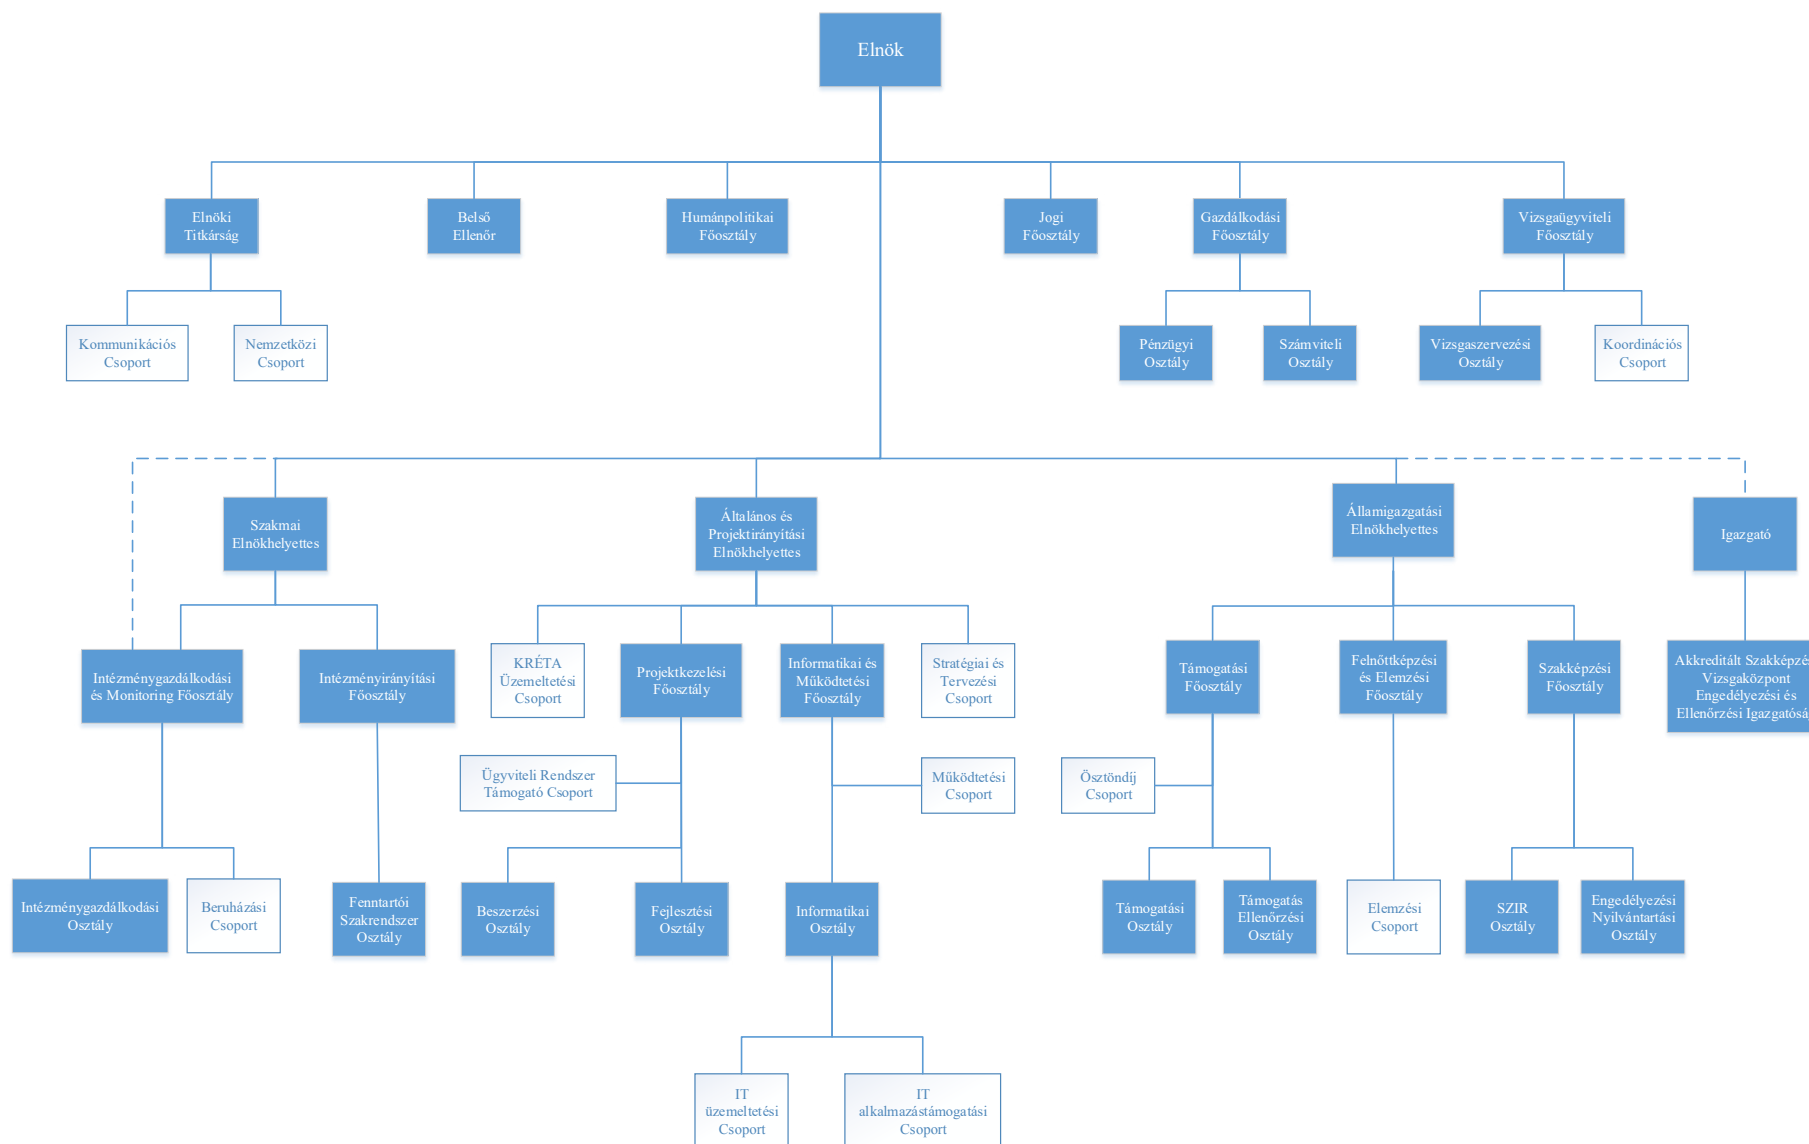 Elnök
Elnöki
Titkárság
Belső
Ellenőr
Humánpolitikai
Főosztály
Jogi
Főosztály
Gazdálkodási
Főosztály
Vizsgaügyviteli
Főosztály
Kommunikációs
Csoport
Nemzetközi
Csoport
Pénzügyi
Osztály
Számviteli
Osztály
Vizsgaszervezési
Osztály
Koordinációs
Csoport
Szakmai
Elnökhelyettes
Általános és
Projektirányítási
Elnökhelyettes
Államigazgatási
Elnökhelyettes
Igazgató
Intézménygazdálkodási
és Monitoring Főosztály
Intézményirányítási
Főosztály
KRÉTA
Üzemeltetési
Csoport
Projektkezelési
Főosztály
Informatikai és
Működtetési
Főosztály
Stratégiai és
Tervezési
Csoport
Támogatási
Főosztály
Felnőttképzési
és Elemzési
Főosztály
Szakképzési
Főosztály
Akkreditált Szakképzés
Vizsgaközpont
Engedélyezési és
Ellenőrzési Igazgatóság
Ügyviteli Rendszer
Támogató Csoport
Működtetési
Csoport
Ösztöndíj
Csoport
Intézménygazdálkodási
Osztály
Beruházási
Csoport
Fenntartói
Szakrendszer
Osztály
Beszerzési
Osztály
Fejlesztési
Osztály
Informatikai
Osztály
Támogatási
Osztály
Támogatás
Ellenőrzési
Osztály
Elemzési
Csoport
SZIR
Osztály
Engedélyezési
Nyilvántartási
Osztály
IT
üzemeltetési
Csoport
IT
alkalmazástámogatási
Csoport